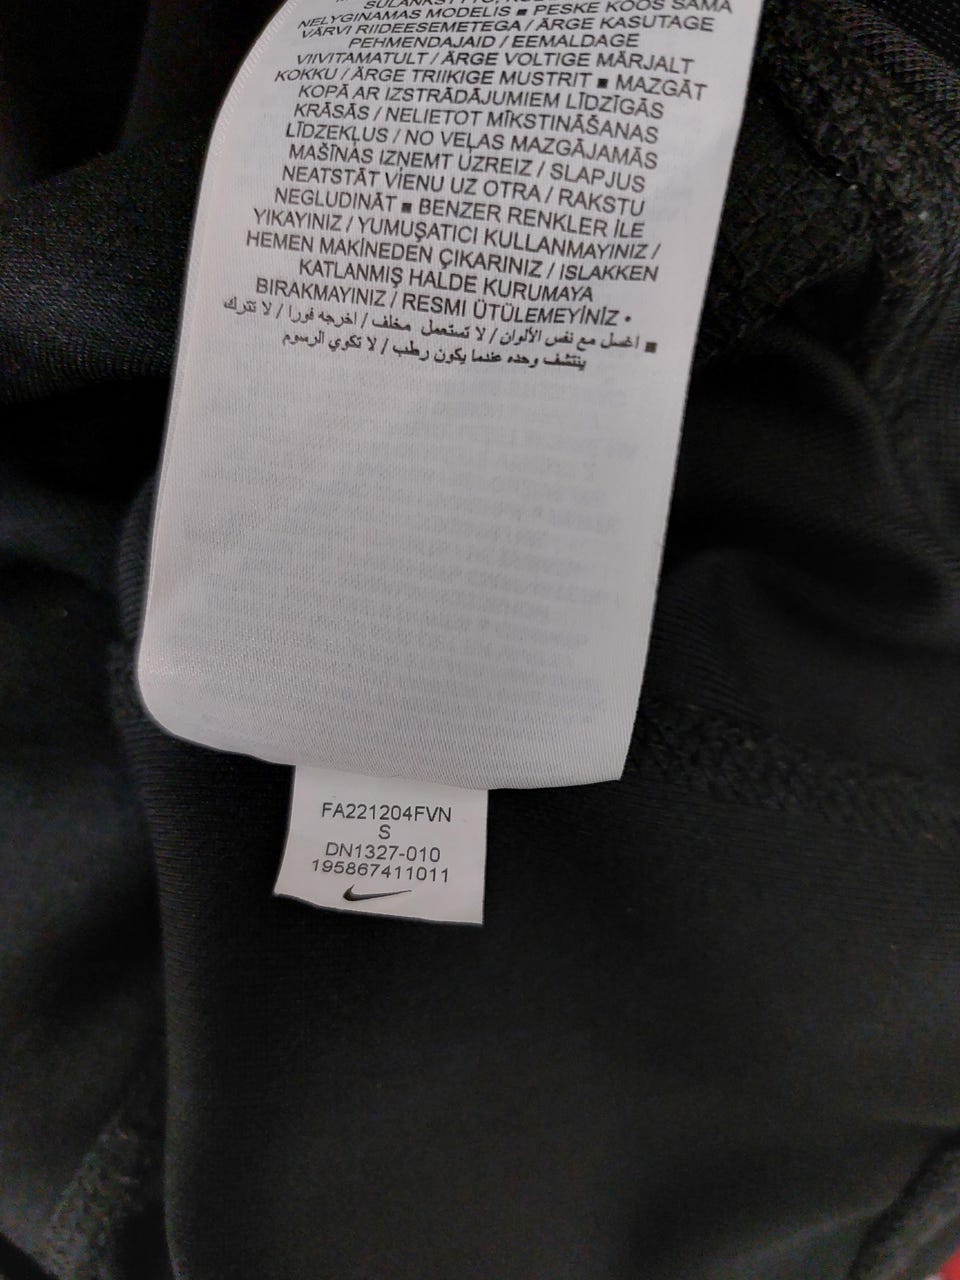 SULANKSTYTO,
NELYGINAMAS MODELIS ■ PESKE KOOS SAMA
VÄRVI RIIDEESEMETEGA / ÄRGE KASUTAGE
PEHMENDAJAID / EEMALDAGE
VIIVITAMATULT / ÄRGE VOLTIGE MÄRJALT
KOKKU / ÄRGE TRIIKIGE MUSTRIT ■ MAZGĀT
KOPĀ AR IZSTRĀDĀJUMIEM LĪDZĪGĀS
KRĀSĀS / NELIETOT MĪKSTINĀŠANAS
LĪDZEKĻUS / NO VEĻAS MAZGĀJAMĀS
MAŠĪNAS IZŅEMT UZREIZ / SLAPJUS
NEATSTĀT VIENU UZ OTRA / RAKSTU
NEGLUDINĀT ■ BENZER RENKLER İLE
YIKAYINIZ / YUMUŞATICI KULLANMAYINIZ /
HEMEN MAKİNEDEN ÇIKARINIZ / ISLAKKEN
KATLANMIŞ HALDE KURUMAYA
BIRAKMAYINIZ / RESMI ÜTÜLEMEYİNİZ •
■ اغسل مع نفس الألوان / لا تستعمل مخلف / اخرجه فورا / لا تترك
ينتشف وحده عندما يكون رطب / لا تكوي الرسوم
FA221204FVN
S
DN1327-010
195867411011